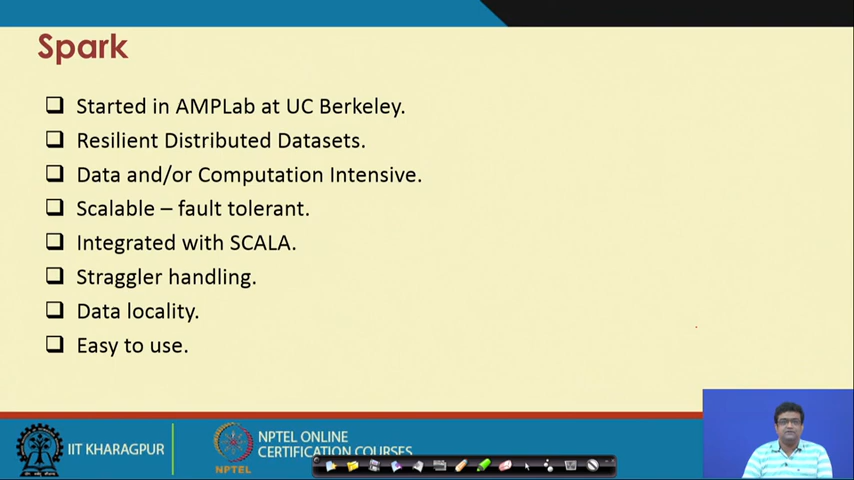 Spark
Started in AMPLab at UC Berkeley.
Resilient Distributed Datasets.
Data and/or Computation Intensive.
Scalable – fault tolerant.
Integrated with SCALA.
Straggler handling.
Data locality.
Easy to use.
IIT KHARAGPUR
NPTEL
NPTEL ONLINE
CERTIFICATION COURSES